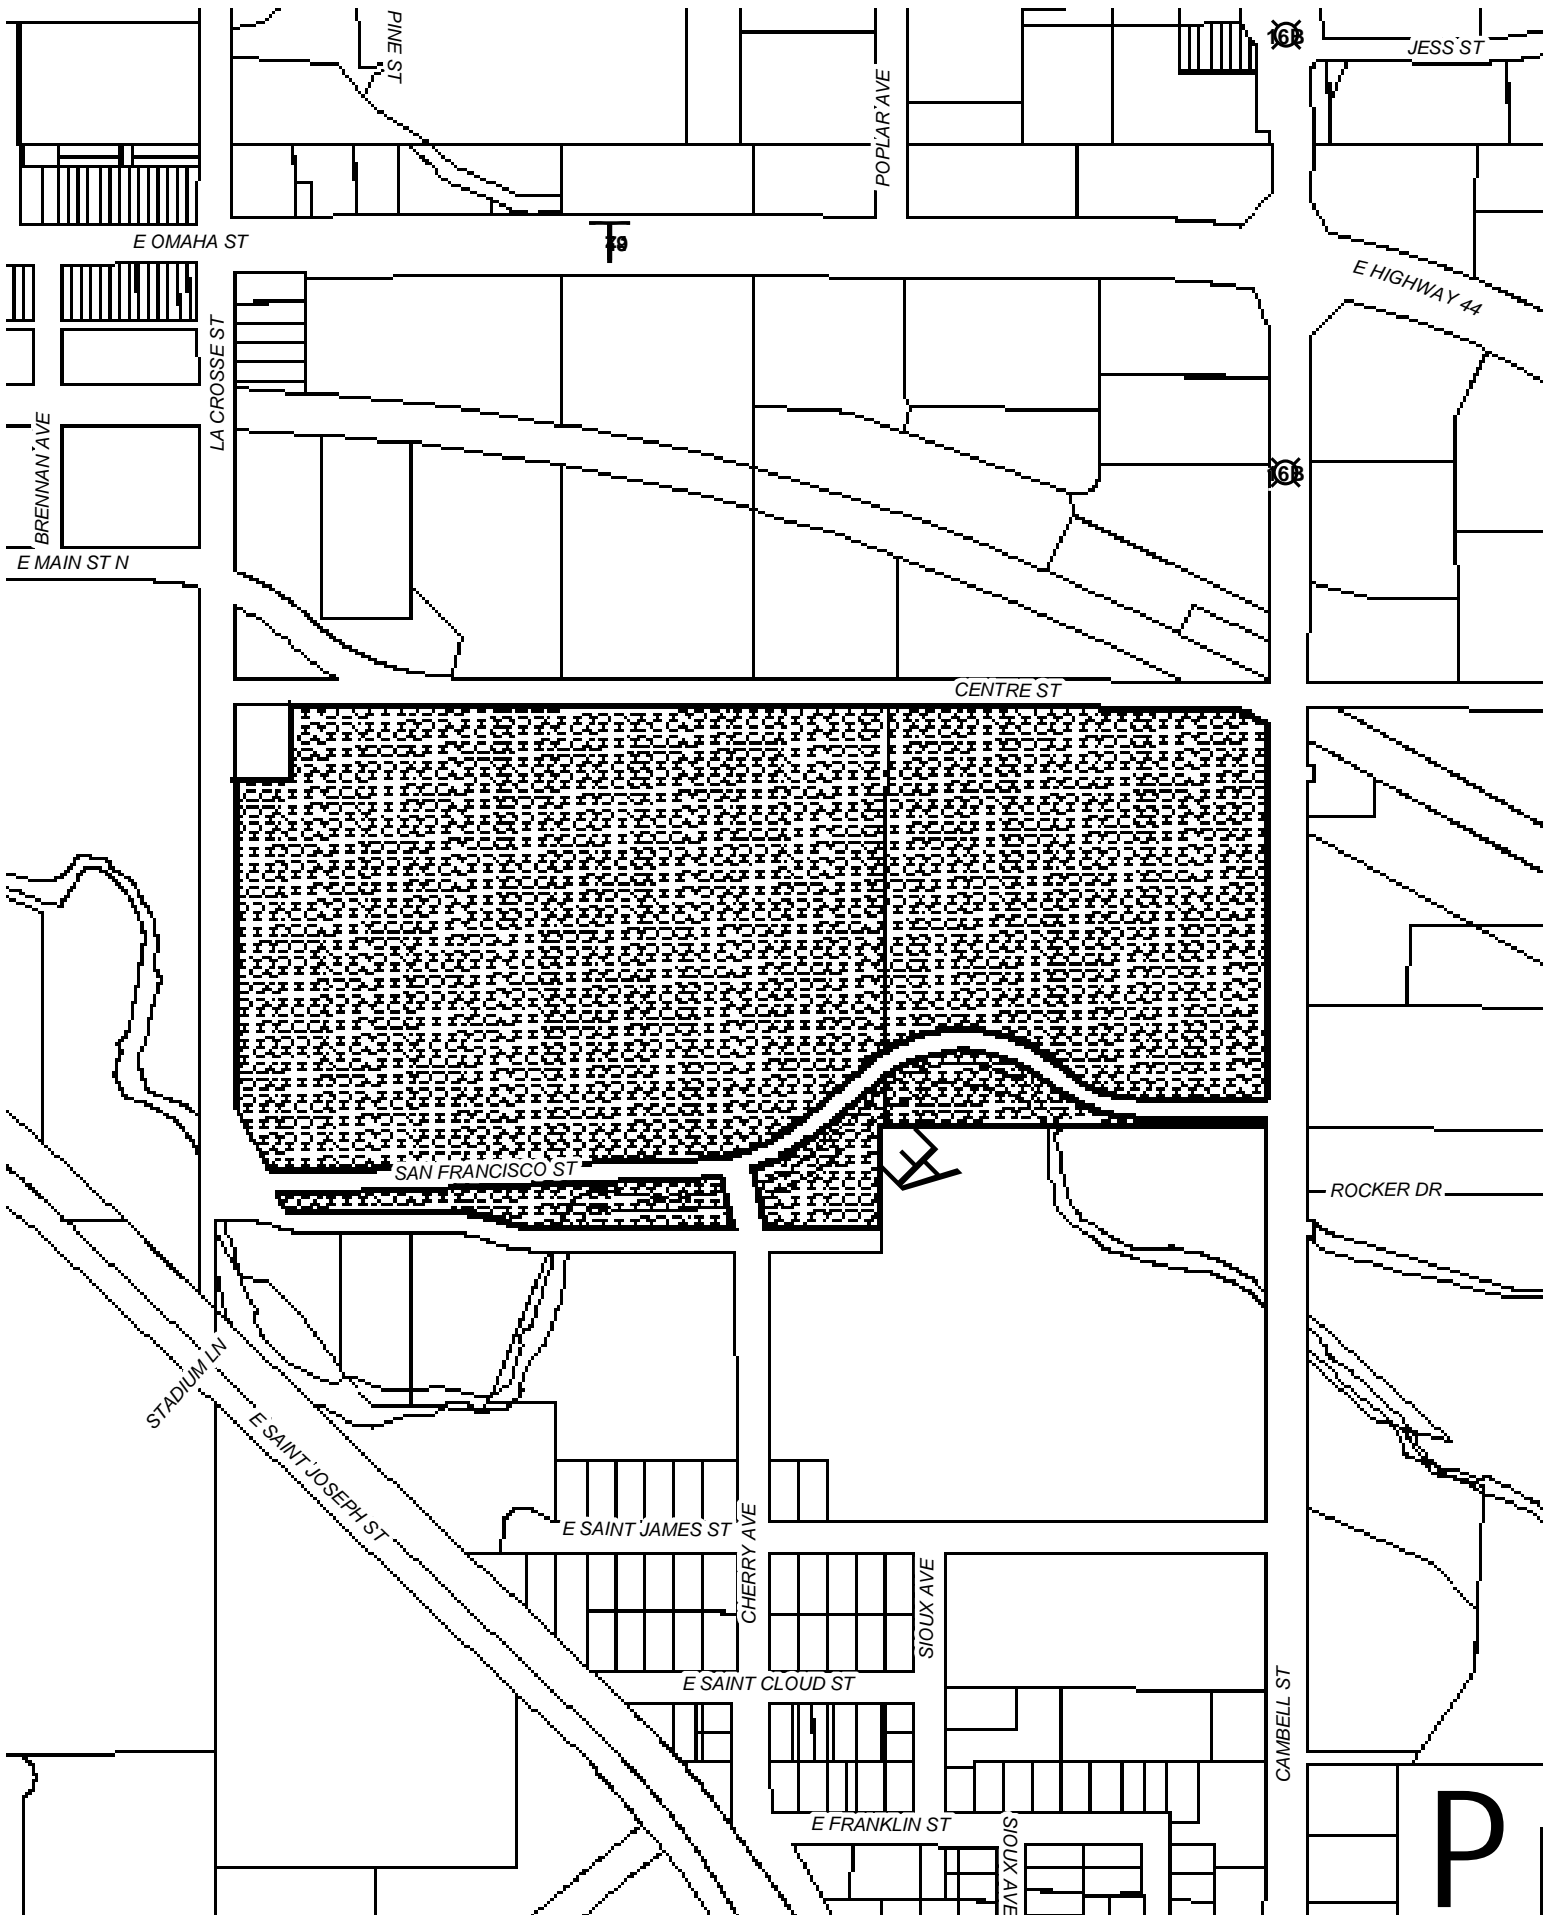 PINE ST
16B
JESS ST
POPLAR AVE
E OMAHA ST
E HIGHWAY 44
LA CROSSE ST
BRENNAN AVE
16B
E MAIN ST N
CENTRE ST
SAN FRANCISCO ST
ROCKER DR
STADIUM LN
E SAINT JOSEPH ST
E SAINT JAMES ST
CHERRY AVE
SIOUX AVE
E SAINT CLOUD ST
CAMBELL ST
E FRANKLIN ST
SIOUX AVE
P